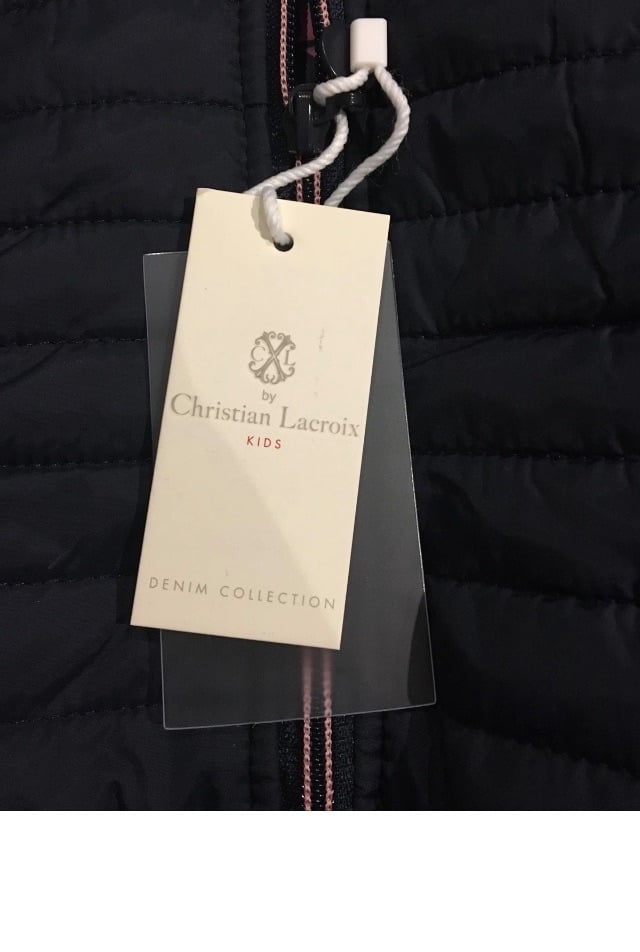 CXL
by
Christian Lacroix
KIDS
DENIM COLLECTION